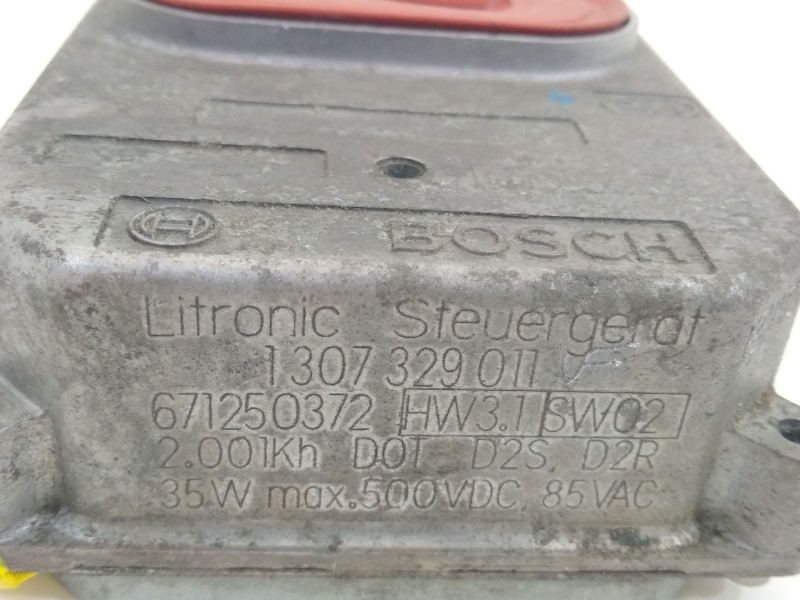 BOSCH
Litronic Steuergerät
1 307 329 011
671250372 HW3.1 SW02
2.001Kh DOT D2S, D2R
35W max.500VDC, 85VAC